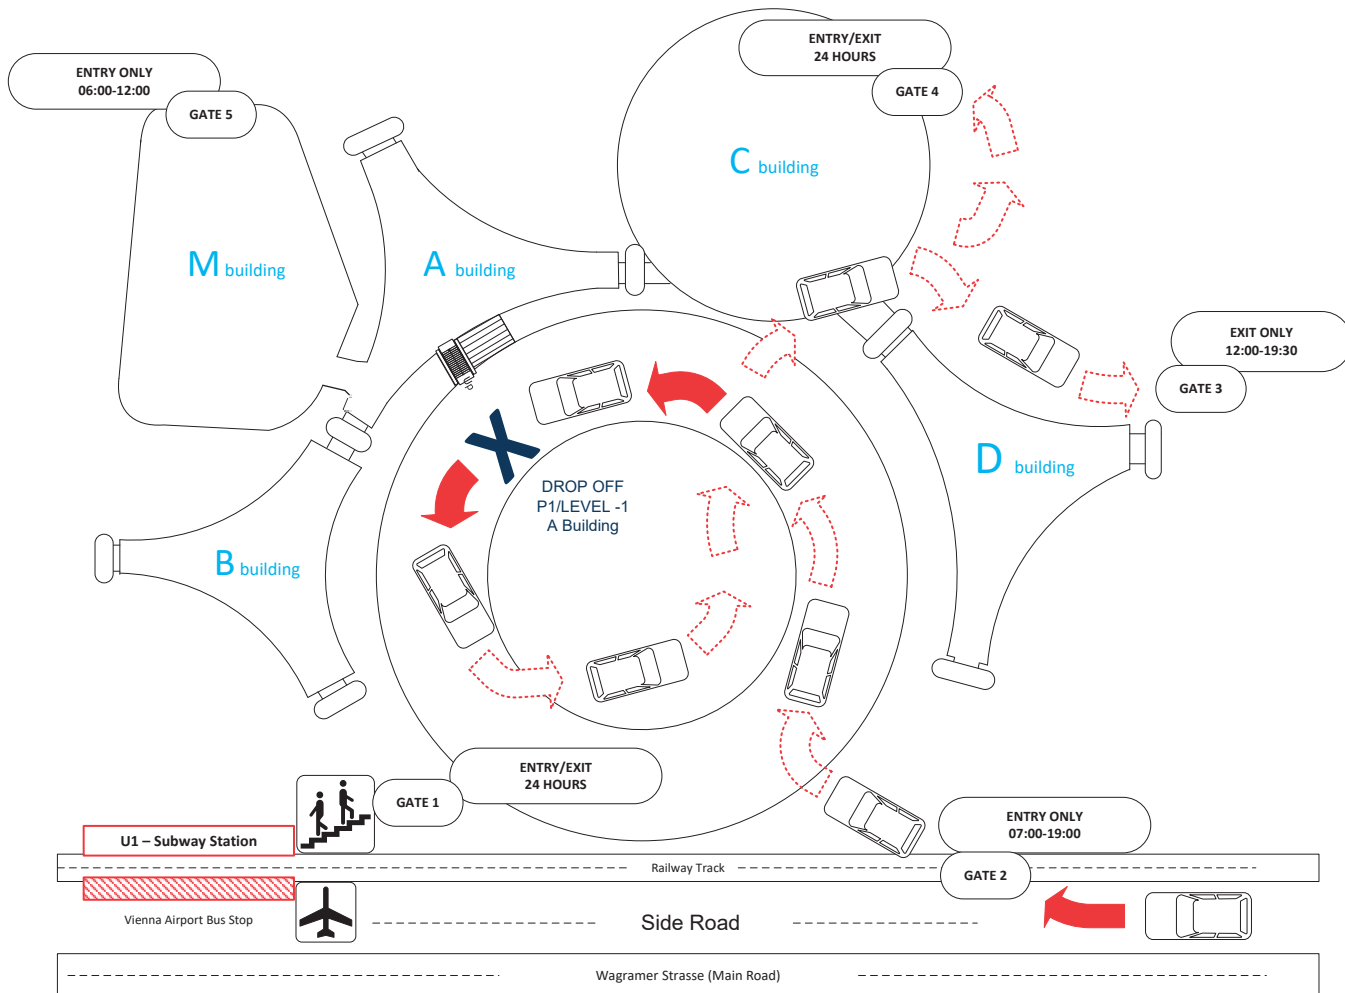 ENTRY/EXIT
24 HOURS
GATE 4
ENTRY ONLY
06:00-12:00
GATE 5
C building
M building
A building
EXIT ONLY
12:00-19:30
GATE 3
UP
D building
DROP OFF
P1/LEVEL -1
A Building
B building
ENTRY/EXIT
24 HOURS
GATE 1
ENTRY ONLY
07:00-19:00
GATE 2
U1 – Subway Station
Railway Track
Vienna Airport Bus Stop
Side Road
Wagramer Strasse (Main Road)